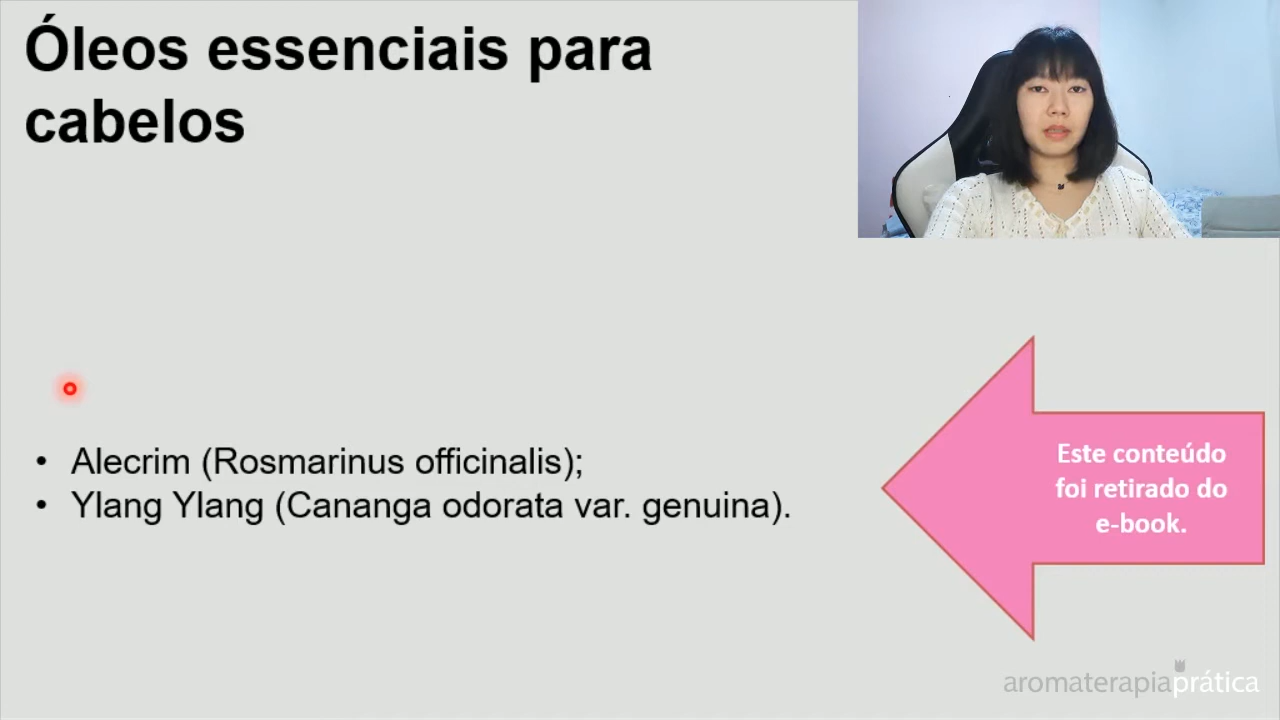 Óleos essenciais para
cabelos
• Alecrim (Rosmarinus officinalis);
• Ylang Ylang (Cananga odorata var. genuina).
Este conteúdo
foi retirado do
e-book.
aromaterapiaprática